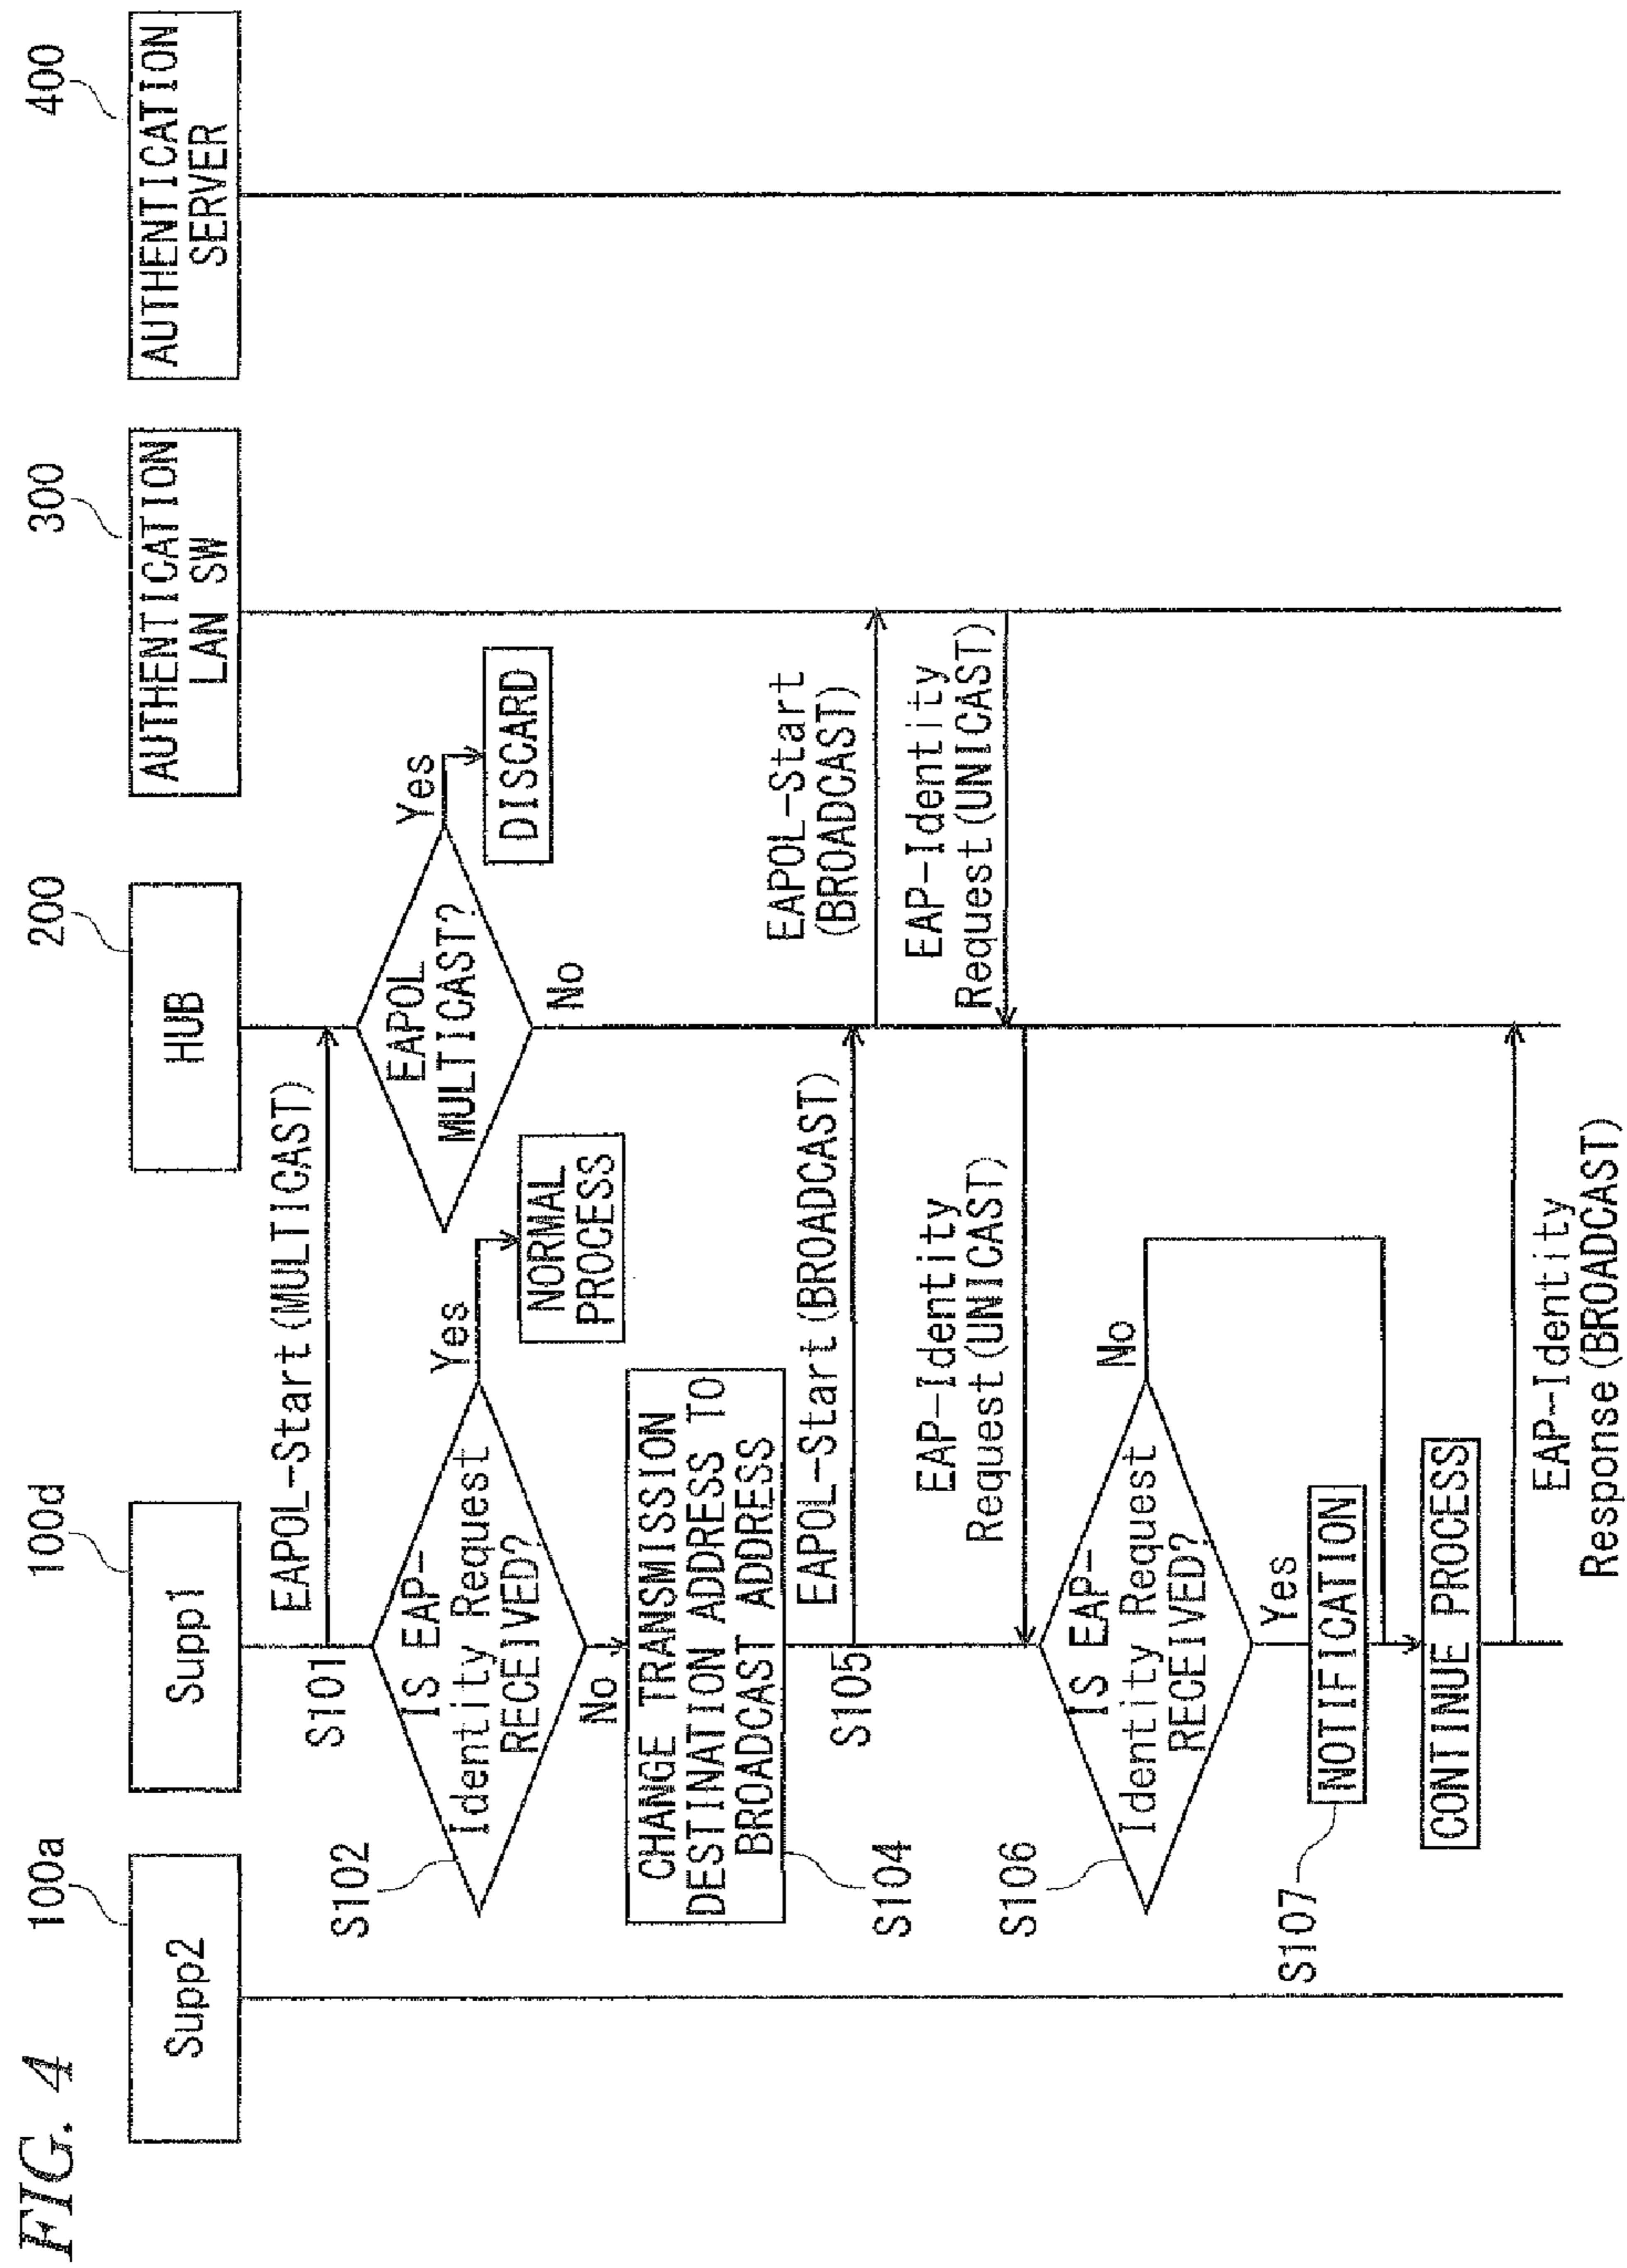 FIG. 4
100a
100d
200
300
400
Supp2
Supp1
HUB
AUTHENTICATION
LAN SW
AUTHENTICATION
SERVER
EAPOL-Start(MULTICAST)
S101
S102
IS EAP-
Identity Request
RECEIVED?
Yes
NORMAL
PROCESS
No
EAPOL
MULTICAST?
Yes
DISCARD
No
CHANGE TRANSMISSION
DESTINATION ADDRESS TO
BROADCAST ADDRESS
S104
EAPOL-Start(BROADCAST)
S105
EAPOL-Start
(BROADCAST)
EAP-Identity
Request(UNICAST)
EAP-Identity
Request(UNICAST)
S106
IS EAP-
Identity Request
RECEIVED?
No
Yes
S107
NOTIFICATION
CONTINUE PROCESS
EAP-Identity
Response(BROADCAST)